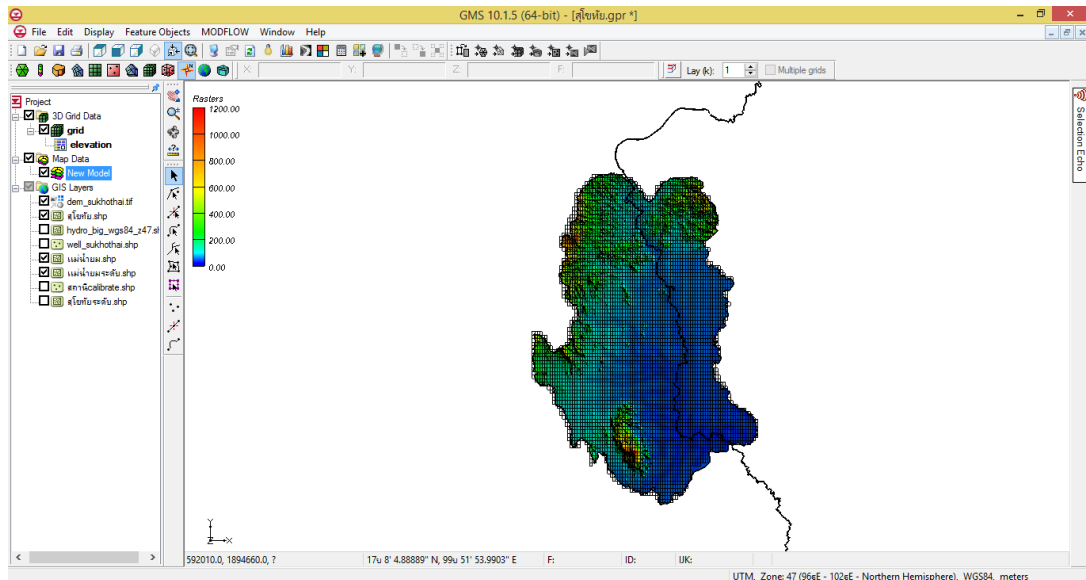 GMS 10.1.5 (64-bit) - [สุโขทัย.gpr *]
File Edit Display Feature Objects MODFLOW Window Help
X: Y: Z: F: Lay (k): 1 Multiple grids
Project
3D Grid Data
grid
elevation
Map Data
New Model
GIS Layers
dem_sukhothai.tif
สุโขทัย.shp
hydro_big_wgs84_z47.sh
well_sukhothai.shp
แม่น้ำยม.shp
แม่น้ำยมระดับ.shp
สถานีcalibrate.shp
สุโขทัยระดับ.shp
Rasters
1200.00
1000.00
800.00
600.00
400.00
200.00
0.00
Selection Echo
Y
Z X
592010.0, 1894660.0, ? 17u 8' 4.88889" N, 99u 51' 53.9903" E F: ID: UK:
UTM, Zone: 47 (96єE - 102єE - Northern Hemisphere), WGS84, meters